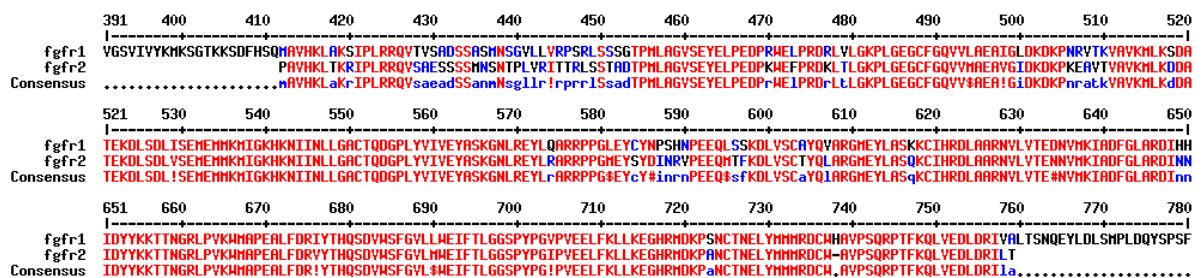 391 400 410 420 430 440 450 460 470 480 490 500 510 520
|--------+---------+---------+---------+---------+---------+---------+---------+---------+---------+---------+---------+---------|
fgfr1 VGSVIVYKMKSGTKKSDFHSQMAVHKLAKSIPLRRQVTVSADSSASMNSGVLLVRPSRLSSSGTPMLAGVSEYELPEDPRWELPRDRLVLGKPLGEGCFGQVVLAEAIGLDKDKPNRVTKVAVKMLKSDA
fgfr2 PAVHKLTKRIPLRRQVSAESSSSMNSNTPLVRITTRLSSTADTPMLAGVSEYELPEDPKWEFPRDKLTLGKPLGEGCFGQVVMAEAVGIDKDKPKEAVTVAVKMLKDDA
Consensus .....................mAVHKLaKrIPLRRQVsaeadSSanmNsgllr!rprrlSsadTPMLAGVSEYELPEDPrWElPRDrLtLGKPLGEGCFGQVV$AEA!GiDKDKPnratkVAVKMLKdDA
521 530 540 550 560 570 580 590 600 610 620 630 640 650
|--------+---------+---------+---------+---------+---------+---------+---------+---------+---------+---------+---------+---------|
fgfr1 TEKDLSDLISEMEMMKMIGKHKNIINLLGACTQDGPLYVIVEYASKGNLREYLQARRPPGLEYCYNPSHNPEEQLSSKDLVSCAYQVARGMEYLASKKCIHRDLAARNVLVTEDNVMKIADFGLARDIHH
fgfr2 TEKDLSDLVSEMEMMKMIGKHKNIINLLGACTQDGPLYVIVEYASKGNLREYLRARRPPGMEYSYDINRVPEEQMTFKDLVSCTYQLARGMEYLASQKCIHRDLAARNVLVTENNVMKIADFGLARDINN
Consensus TEKDLSDL!SEMEMMKMIGKHKNIINLLGACTQDGPLYVIVEYASKGNLREYLrARRPPG$EYcY#inrnPEEQ$sfKDLVSCaYQlARGMEYLASqKCIHRDLAARNVLVTE#NVMKIADFGLARDInn
651 660 670 680 690 700 710 720 730 740 750 760 770 780
|--------+---------+---------+---------+---------+---------+---------+---------+---------+---------+---------+---------+---------|
fgfr1 IDYYKKTTNGRLPVKWMAPEALFDRIYTHQSDVWSFGVLLWEIFTLGGSPYPGVPVEELFKLLKEGHRMDKPSNCTNELYMMMRDCWHAVPSQRPTFKQLVEDLDRIVALTSNQEYLDLSMPLDQYSPSF
fgfr2 IDYYKKTTNGRLPVKWMAPEALFDRVYTHQSDVWSFGVLMWEIFTLGGSPYPGIPVEELFKLLKEGHRMDKPANCTNELYMMMRDCW-AVPSQRPTFKQLVEDLDRILT
Consensus IDYYKKTTNGRLPVKWMAPEALFDR!YTHQSDVWSFGVL$WEIFTLGGSPYPG!PVEELFKLLKEGHRMDKPaNCTNELYMMMRDCW.AVPSQRPTFKQLVEDLDRIla.....................